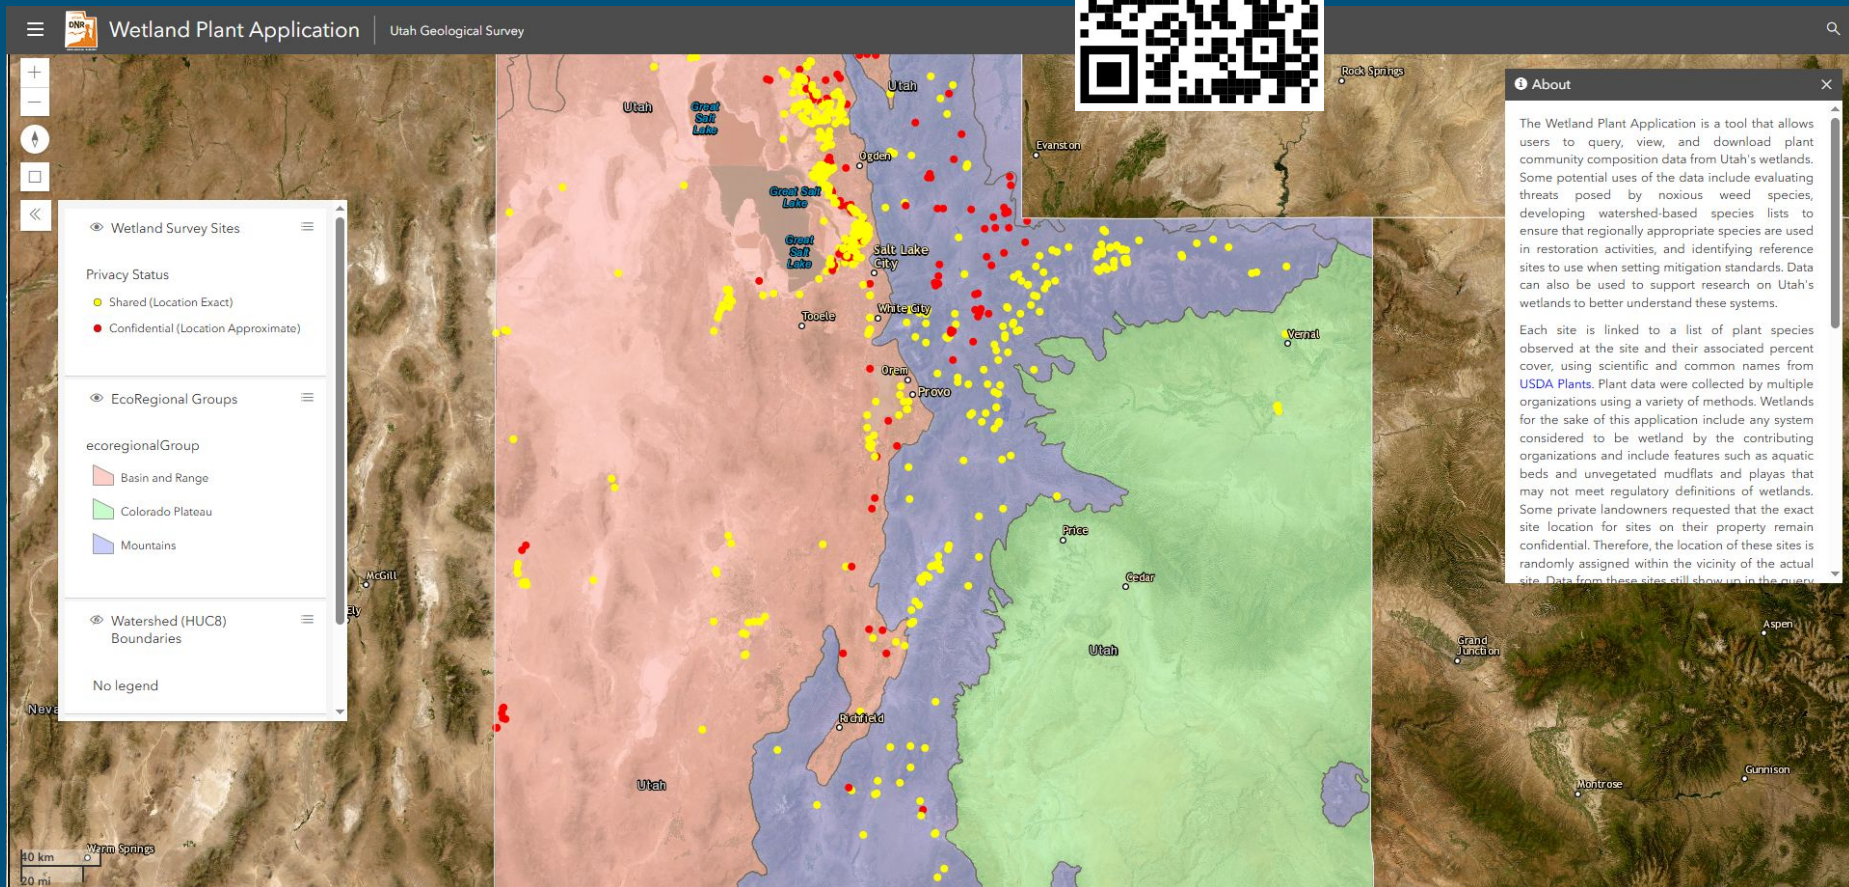 DNR
Wetland Plant Application
Utah Geological Survey
Wetland Survey Sites
Privacy Status
Shared (Location Exact)
Confidential (Location Approximate)
EcoRegional Groups
ecoregionalGroup
Basin and Range
Colorado Plateau
Mountains
Watershed (HUC8)
Boundaries
No legend
Utah
Great
Salt
Lake
Utah
Ogden
Great Salt
Lake
Great
Salt
Lake
Salt Lake
City
White City
Tooele
Orem
Provo
Evanston
Rock Springs
Vernal
Price
Cedar
Utah
Richfield
Utah
McGill
Ely
Warm Springs
Grand
Junction
Aspen
Gunnison
Montrose
40 km
20 mi
About
The Wetland Plant Application is a tool that allows
users to query, view, and download plant
community composition data from Utah's wetlands.
Some potential uses of the data include evaluating
threats posed by noxious weed species,
developing watershed-based species lists to
ensure that regionally appropriate species are used
in restoration activities, and identifying reference
sites to use when setting mitigation standards. Data
can also be used to support research on Utah's
wetlands to better understand these systems.
Each site is linked to a list of plant species
observed at the site and their associated percent
cover, using scientific and common names from
USDA Plants. Plant data were collected by multiple
organizations using a variety of methods. Wetlands
for the sake of this application include any system
considered to be wetland by the contributing
organizations and include features such as aquatic
beds and unvegetated mudflats and playas that
may not meet regulatory definitions of wetlands.
Some private landowners requested that the exact
site location for sites on their property remain
confidential. Therefore, the location of these sites is
randomly assigned within the vicinity of the actual
site. Data from these sites still show up in the query